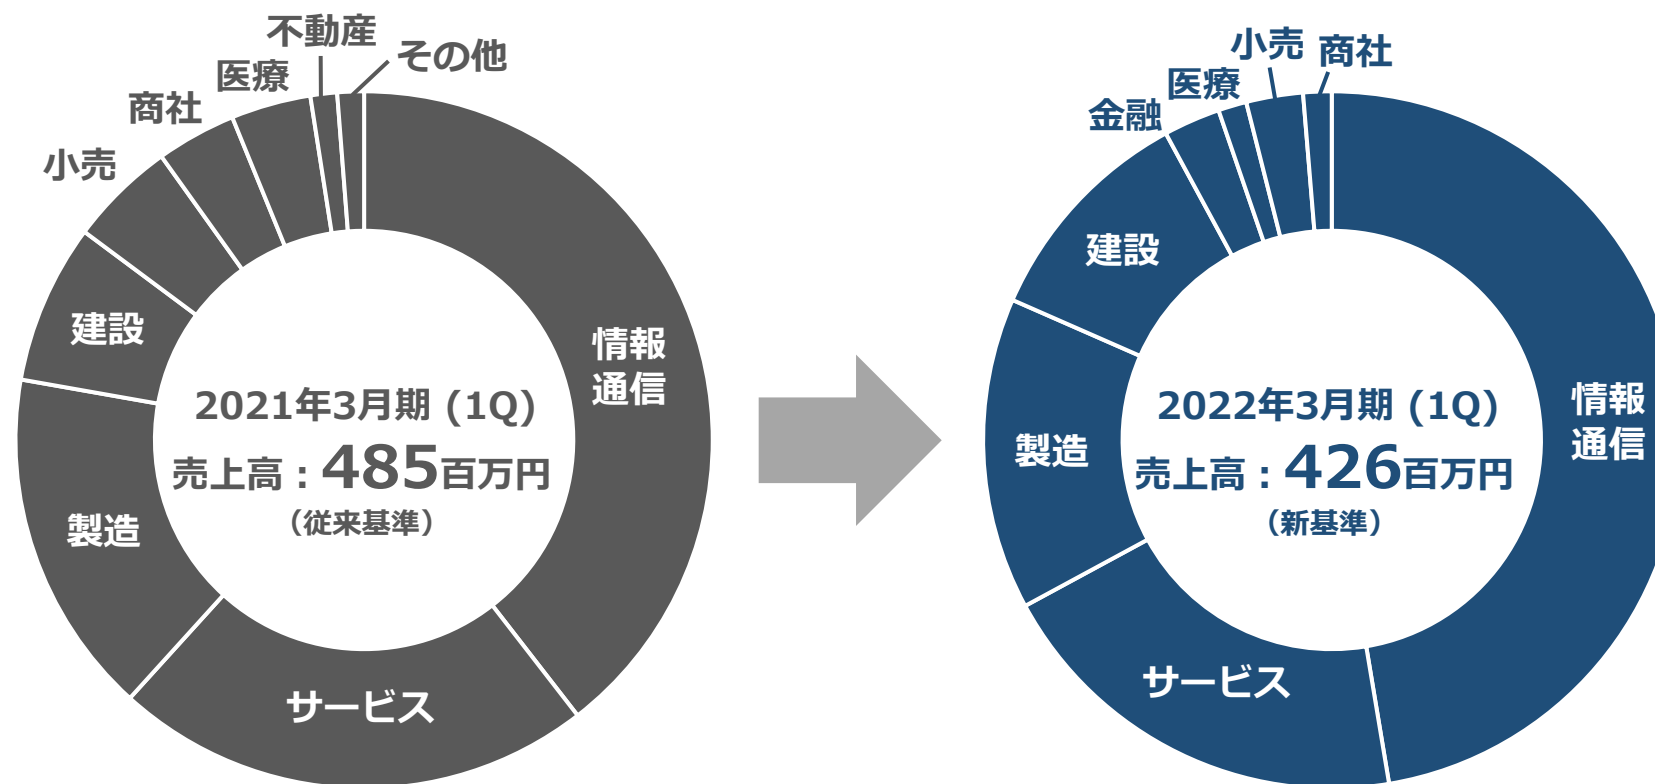 不動産
その他
医療
商社
小売
建設
製造
サービス
情報
通信
2021年3月期 (1Q)
売上高：485百万円
（従来基準）
小売
商社
医療
金融
建設
製造
サービス
情報
通信
2022年3月期 (1Q)
売上高：426百万円
（新基準）